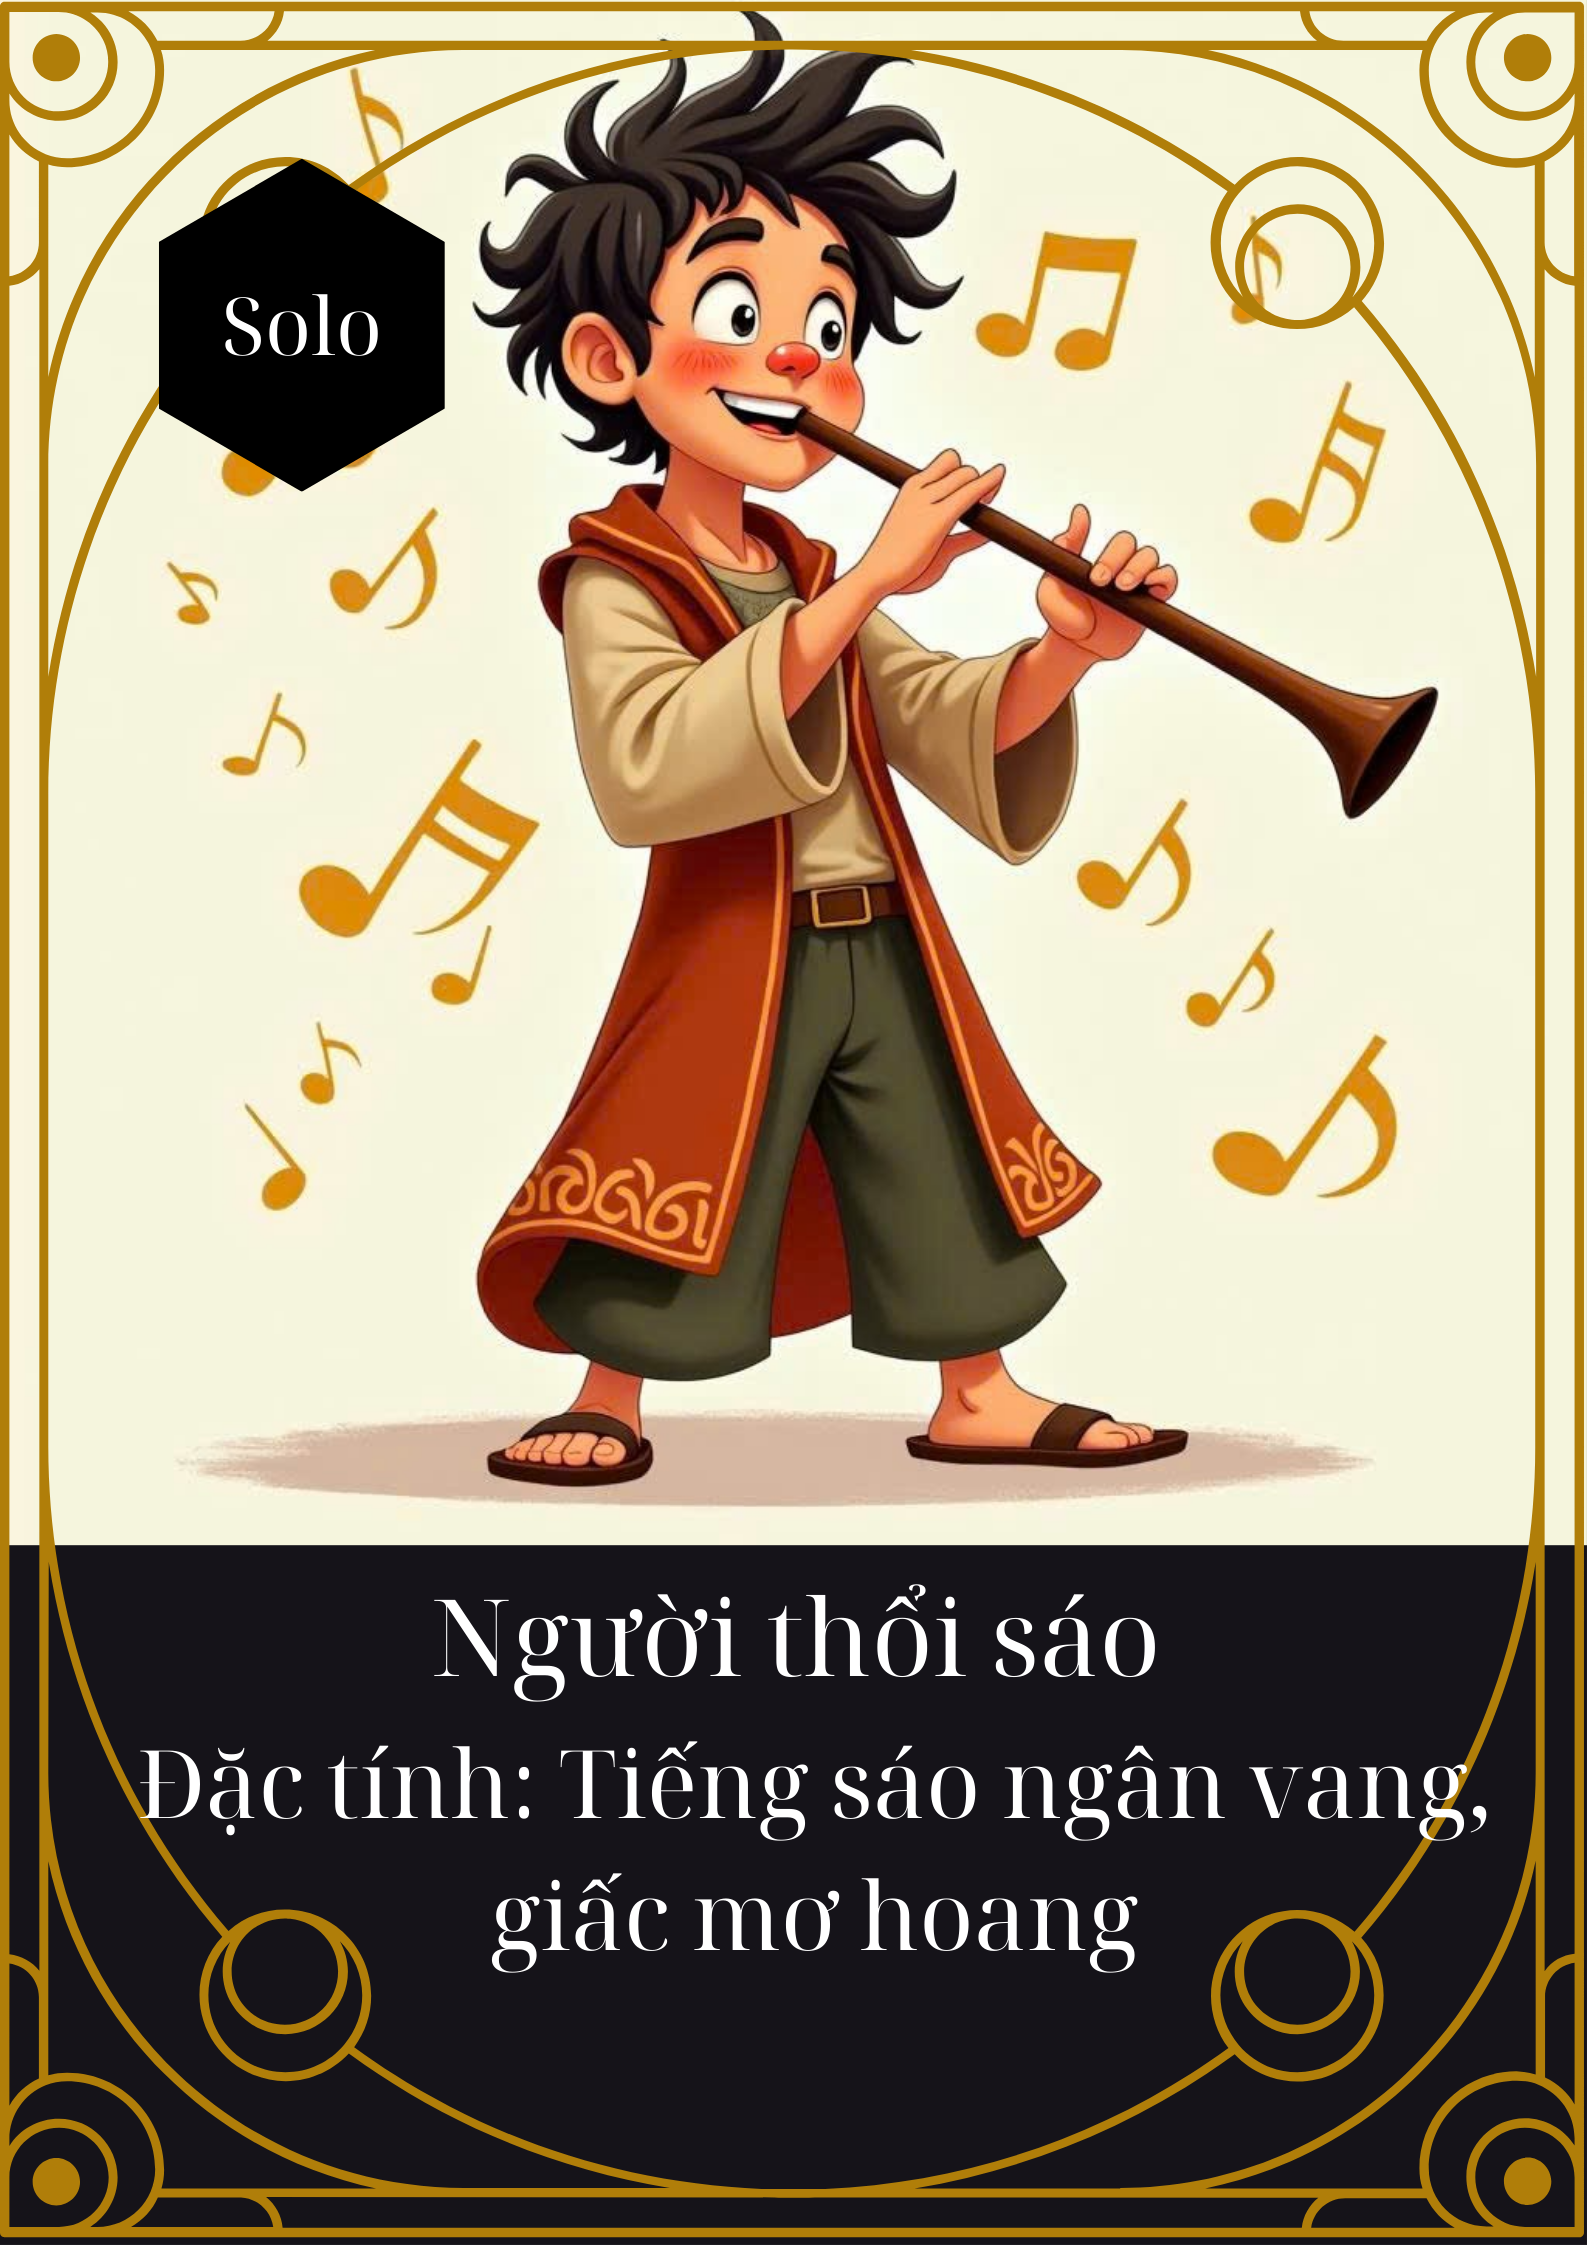 Solo
Người thổi sáo
Đặc tính: Tiếng sáo ngân vang,
giấc mơ hoang